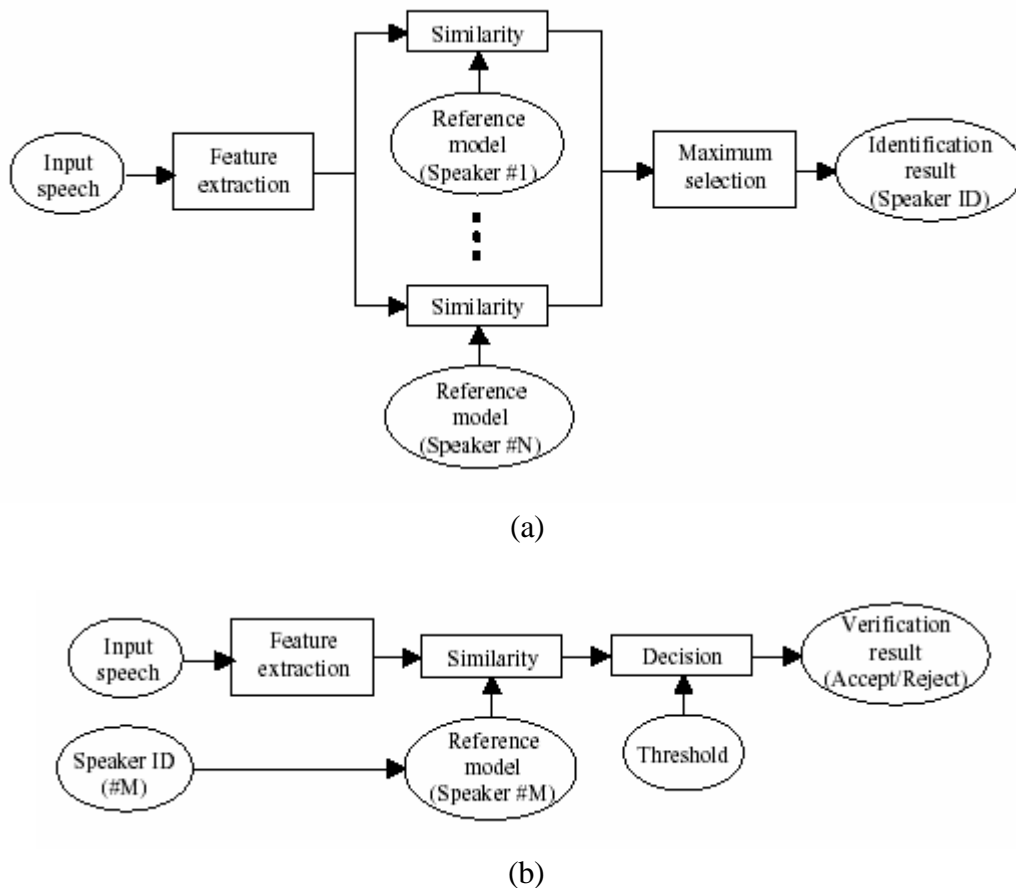 Similarity
Reference
model
(Speaker #1)
Input
speech
Feature
extraction
Maximum
selection
Identification
result
(Speaker ID)
Similarity
Reference
model
(Speaker #N)
(a)
Input
speech
Feature
extraction
Similarity
Decision
Verification
result
(Accept/Reject)
Speaker ID
(#M)
Reference
model
(Speaker #M)
Threshold
(b)